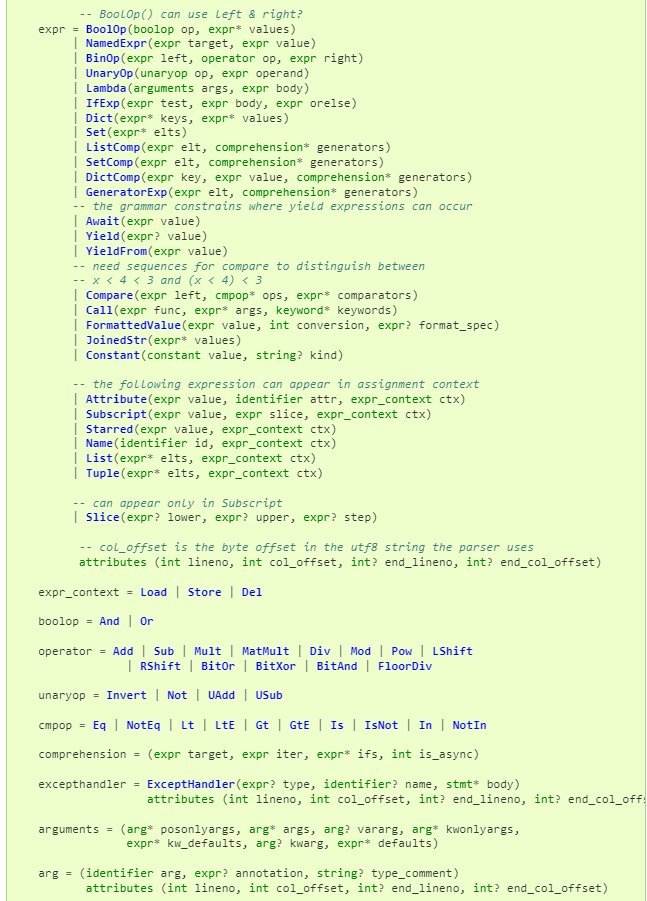 -- BoolOp() can use left & right?
expr = BoolOp(boolop op, expr* values)
| NamedExpr(expr target, expr value)
| BinOp(expr left, operator op, expr right)
| UnaryOp(unaryop op, expr operand)
| Lambda(arguments args, expr body)
| IfExp(expr test, expr body, expr orelse)
| Dict(expr* keys, expr* values)
| Set(expr* elts)
| ListComp(expr elt, comprehension* generators)
| SetComp(expr elt, comprehension* generators)
| DictComp(expr key, expr value, comprehension* generators)
| GeneratorExp(expr elt, comprehension* generators)
-- the grammar constrains where yield expressions can occur
| Await(expr value)
| Yield(expr? value)
| YieldFrom(expr value)
-- need sequences for compare to distinguish between
-- x < 4 < 3 and (x < 4) < 3
| Compare(expr left, cmpop* ops, expr* comparators)
| Call(expr func, expr* args, keyword* keywords)
| FormattedValue(expr value, int conversion, expr? format_spec)
| JoinedStr(expr* values)
| Constant(constant value, string? kind)
-- the following expression can appear in assignment context
| Attribute(expr value, identifier attr, expr_context ctx)
| Subscript(expr value, expr slice, expr_context ctx)
| Starred(expr value, expr_context ctx)
| Name(identifier id, expr_context ctx)
| List(expr* elts, expr_context ctx)
| Tuple(expr* elts, expr_context ctx)
-- can appear only in Subscript
| Slice(expr? lower, expr? upper, expr? step)
-- col_offset is the byte offset in the utf8 string the parser uses
attributes (int lineno, int col_offset, int? end_lineno, int? end_col_offset)
expr_context = Load | Store | Del
boolop = And | Or
operator = Add | Sub | Mult | MatMult | Div | Mod | Pow | LShift
| RShift | BitOr | BitXor | BitAnd | FloorDiv
unaryop = Invert | Not | UAdd | USub
cmpop = Eq | NotEq | Lt | LtE | Gt | GtE | Is | IsNot | In | NotIn
comprehension = (expr target, expr iter, expr* ifs, int is_async)
excepthandler = ExceptHandler(expr? type, identifier? name, stmt* body)
attributes (int lineno, int col_offset, int? end_lineno, int? end_col_offs
arguments = (arg* posonlyargs, arg* args, arg? vararg, arg* kwonlyargs,
expr* kw_defaults, arg? kwarg, expr* defaults)
arg = (identifier arg, expr? annotation, string? type_comment)
attributes (int lineno, int col_offset, int? end_lineno, int? end_col_offset)